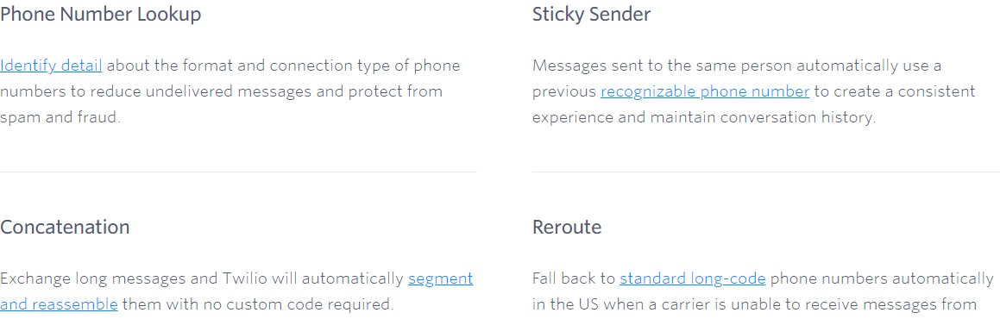 Phone Number Lookup
Identify detail about the format and connection type of phone
numbers to reduce undelivered messages and protect from
spam and fraud.
Sticky Sender
Messages sent to the same person automatically use a
previous recognizable phone number to create a consistent
experience and maintain conversation history.
Concatenation
Exchange long messages and Twilio will automatically segment
and reassemble them with no custom code required.
Reroute
Fall back to standard long-code phone numbers automatically
in the US when a carrier is unable to receive messages from